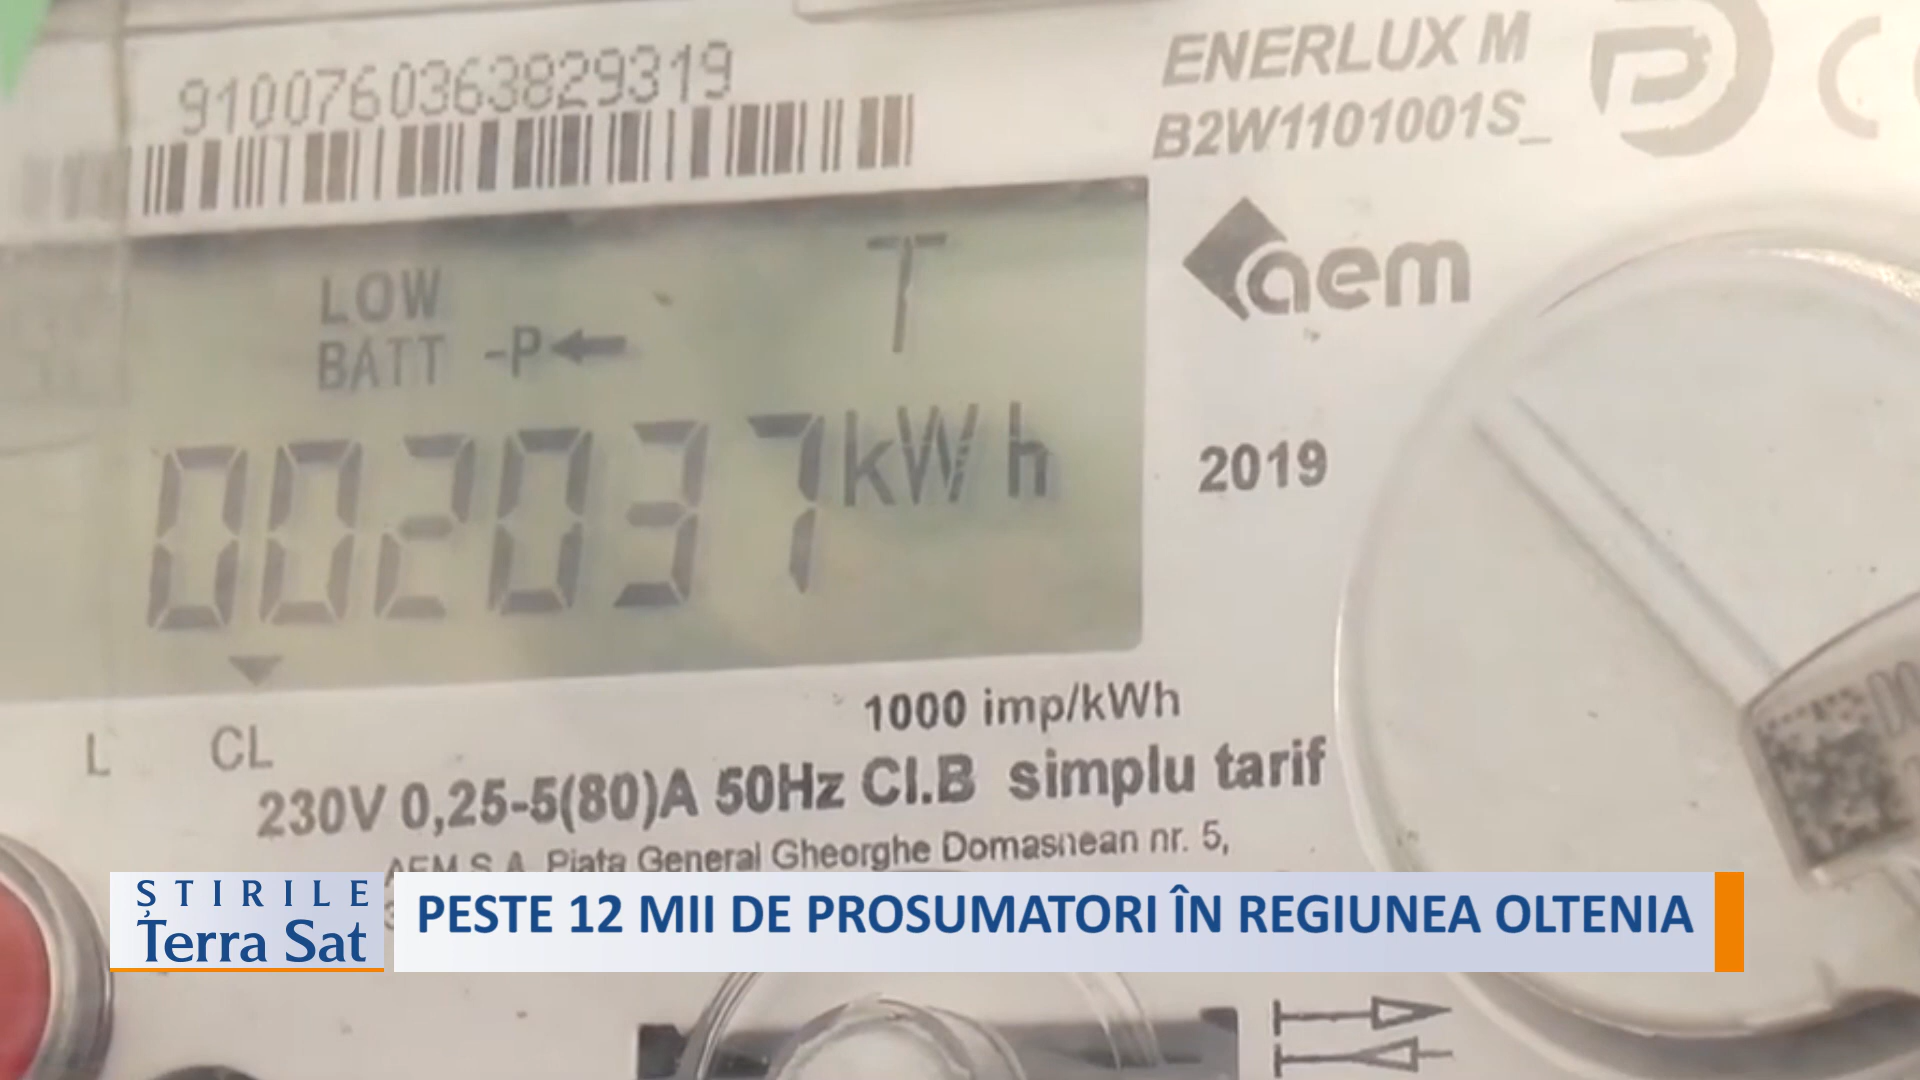 9100760363829319
ENERLUX M
B2W1101001S_
aem
LOW
BATT -P
T
002037 kWh
2019
1000 imp/kWh
L CL
230V 0,25-5(80)A 50Hz Cl.B simplu tarif
AEM S.A. Piata General Gheorghe Domasnean nr. 5,
ȘTIRILE
Terra Sat
PESTE 12 MII DE PROSUMATORI ÎN REGIUNEA OLTENIA